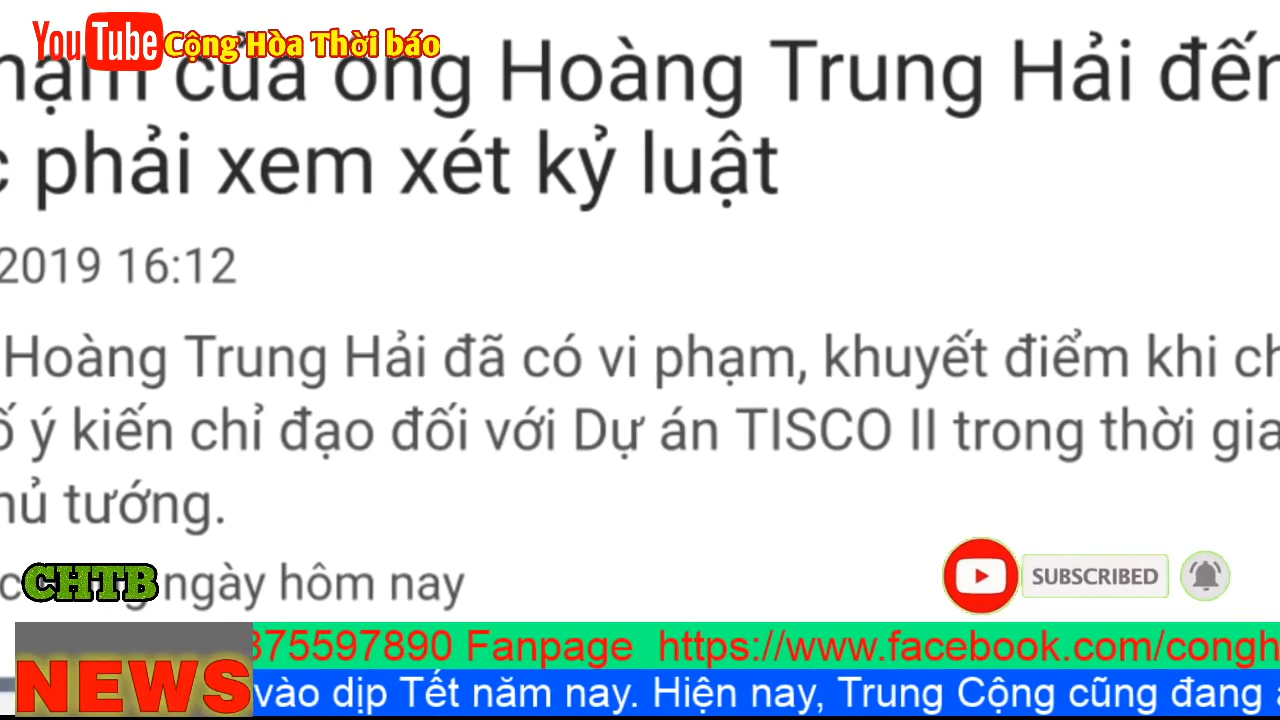 YouTube Cộng Hòa Thời báo
của ông Hoàng Trung Hải đến
phải xem xét kỷ luật
2019 16:12
Hoàng Trung Hải đã có vi phạm, khuyết điểm khi ch
ố ý kiến chỉ đạo đối với Dự án TISCO II trong thời gia
hủ tướng.
CHTB ngày hôm nay
SUBSCRIBED
NEWS
875597890 Fanpage https://www.facebook.com/congh
vào dịp Tết năm nay. Hiện nay, Trung Cộng cũng đang